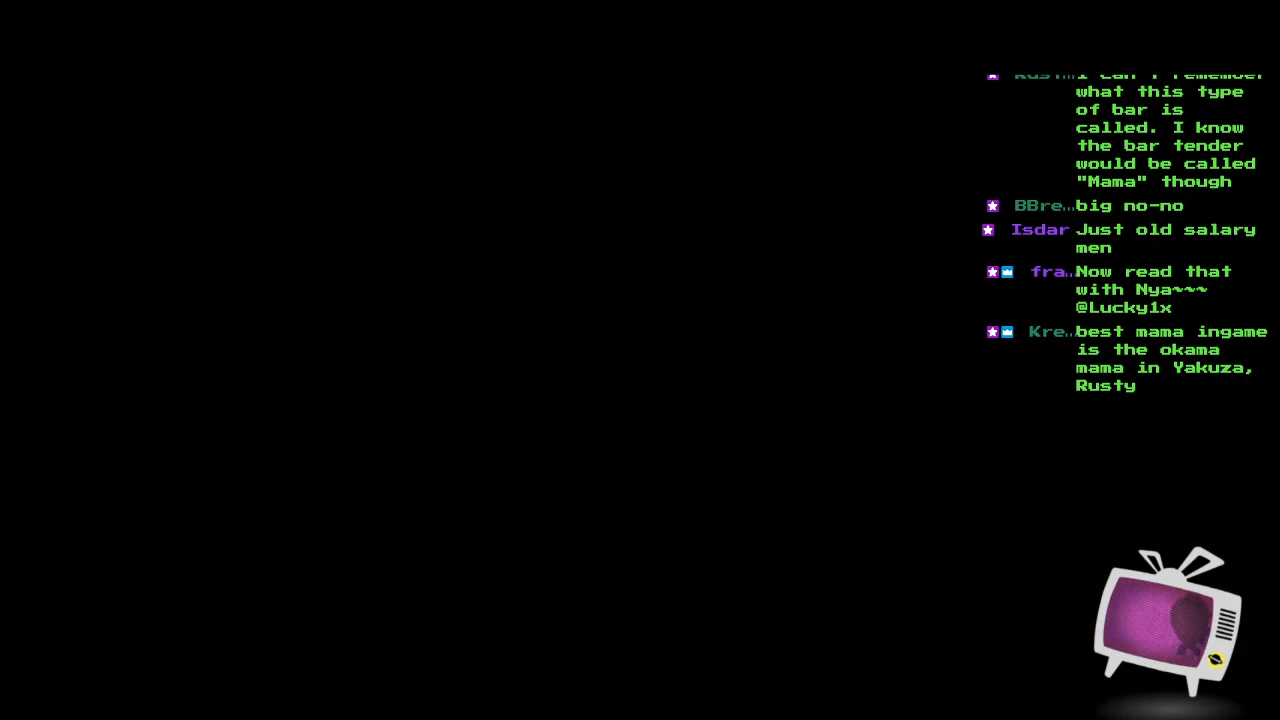 what this type
of bar is
called. I know
the bar tender
would be called
"Mama" though
BBre… big no-no
Isdar Just old salary
men
fra… Now read that
with Nya~~~
@Lucky1x
Kre… best mama ingame
is the okama
mama in Yakuza,
Rusty